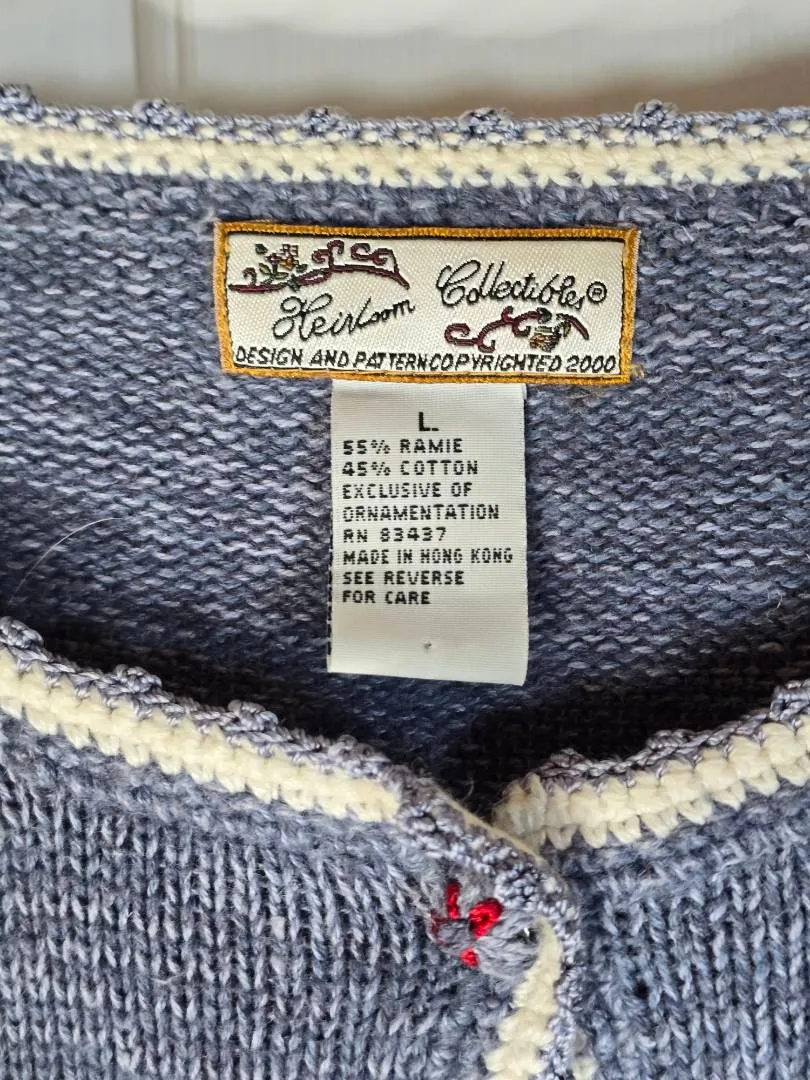 Heirloom Collectibles®
DESIGN AND PATTERN COPYRIGHTED 2000
L.
55% RAMIE
45% COTTON
EXCLUSIVE OF
ORNAMENTATION
RN 83437
MADE IN HONG KONG
SEE REVERSE
FOR CARE